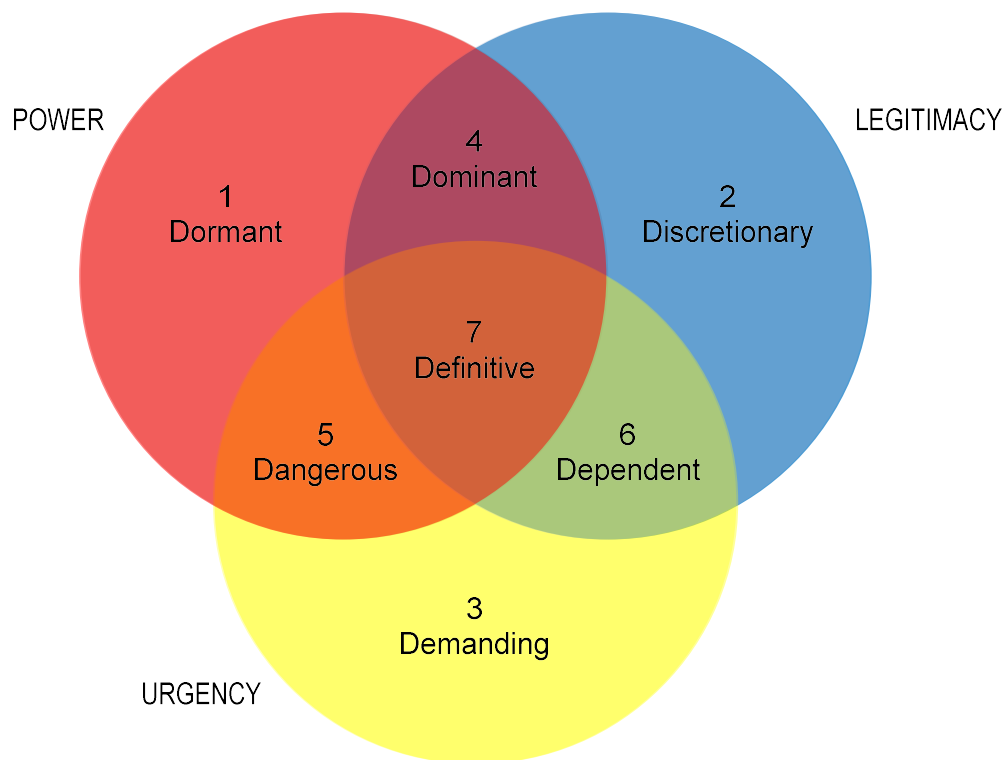 POWER
LEGITIMACY
4
Dominant
1
Dormant
2
Discretionary
7
Definitive
5
Dangerous
6
Dependent
3
Demanding
URGENCY